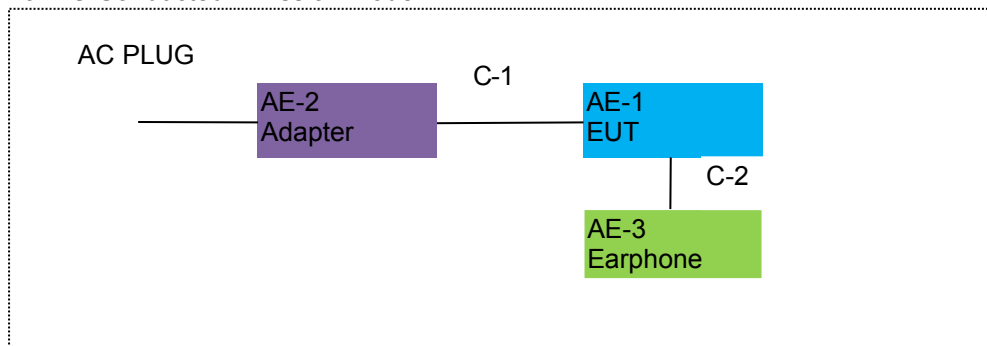 AC PLUG
C-1
AE-2
Adapter
AE-1
EUT
C-2
AE-3
Earphone